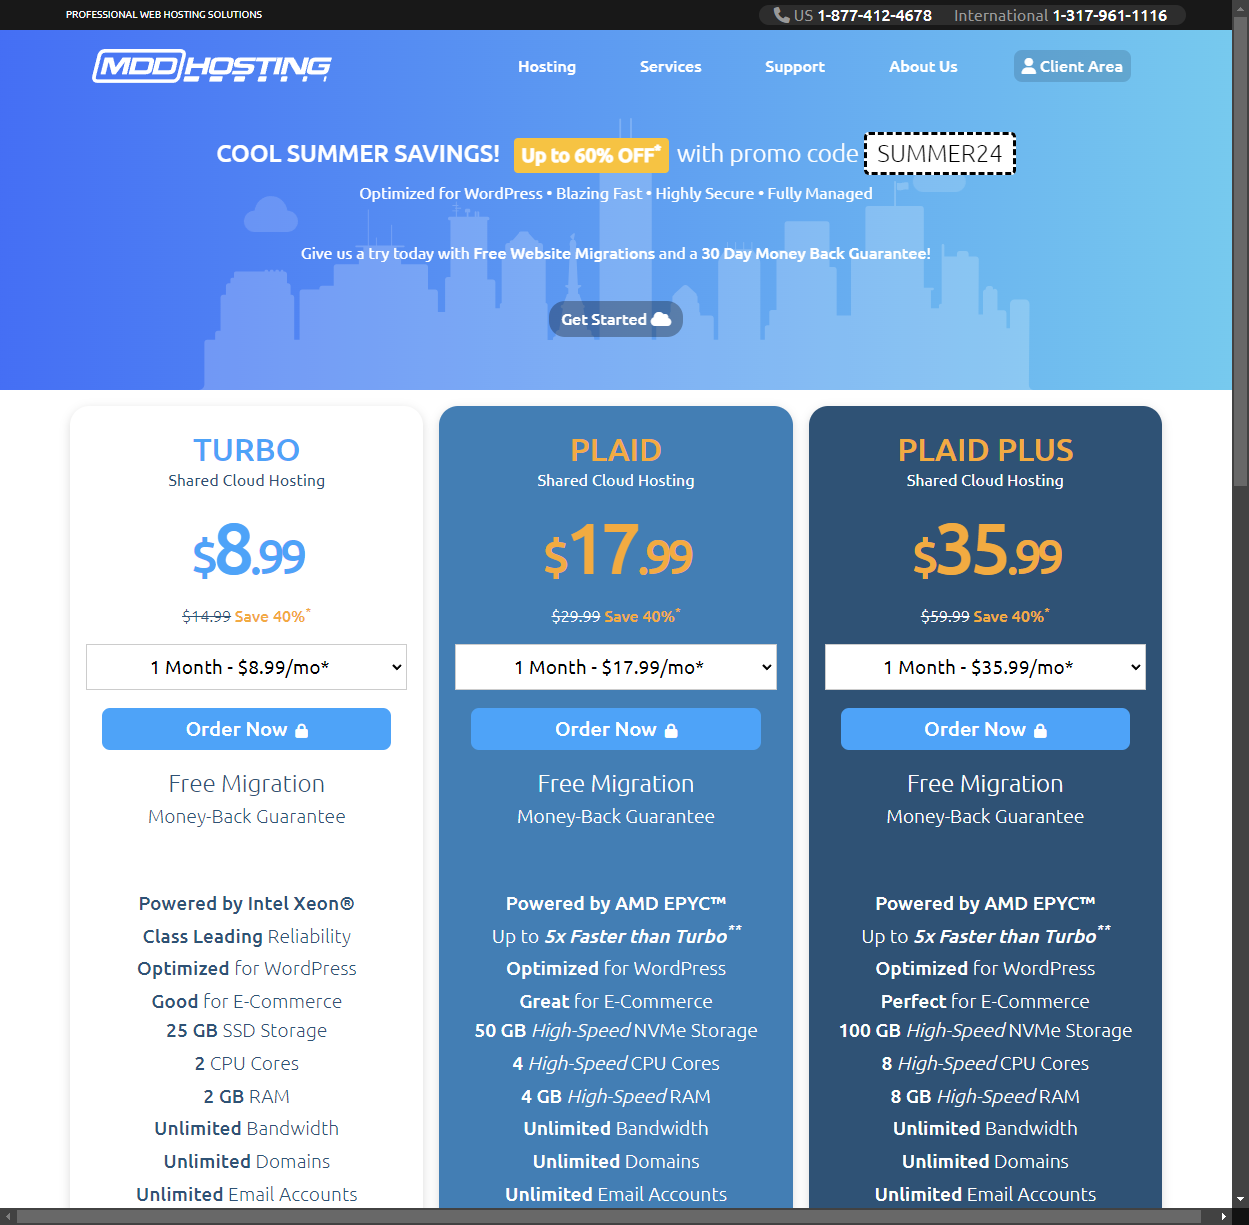 PROFESSIONAL WEB HOSTING SOLUTIONS
US 1-877-412-4678 International 1-317-961-1116
MDDHOSTING
Hosting Services Support About Us Client Area
COOL SUMMER SAVINGS! Up to 60% OFF* with promo code SUMMER24
Optimized for WordPress • Blazing Fast • Highly Secure • Fully Managed
Give us a try today with Free Website Migrations and a 30 Day Money Back Guarantee!
Get Started
TURBO
Shared Cloud Hosting
$8.99
$14.99 Save 40%*
1 Month - $8.99/mo*
Order Now
Free Migration
Money-Back Guarantee
Powered by Intel Xeon®
Class Leading Reliability
Optimized for WordPress
Good for E-Commerce
25 GB SSD Storage
2 CPU Cores
2 GB RAM
Unlimited Bandwidth
Unlimited Domains
Unlimited Email Accounts
PLAID
Shared Cloud Hosting
$17.99
$29.99 Save 40%*
1 Month - $17.99/mo*
Order Now
Free Migration
Money-Back Guarantee
Powered by AMD EPYC™
Up to 5x Faster than Turbo**
Optimized for WordPress
Great for E-Commerce
50 GB High-Speed NVMe Storage
4 High-Speed CPU Cores
4 GB High-Speed RAM
Unlimited Bandwidth
Unlimited Domains
Unlimited Email Accounts
PLAID PLUS
Shared Cloud Hosting
$35.99
$59.99 Save 40%*
1 Month - $35.99/mo*
Order Now
Free Migration
Money-Back Guarantee
Powered by AMD EPYC™
Up to 5x Faster than Turbo**
Optimized for WordPress
Perfect for E-Commerce
100 GB High-Speed NVMe Storage
8 High-Speed CPU Cores
8 GB High-Speed RAM
Unlimited Bandwidth
Unlimited Domains
Unlimited Email Accounts